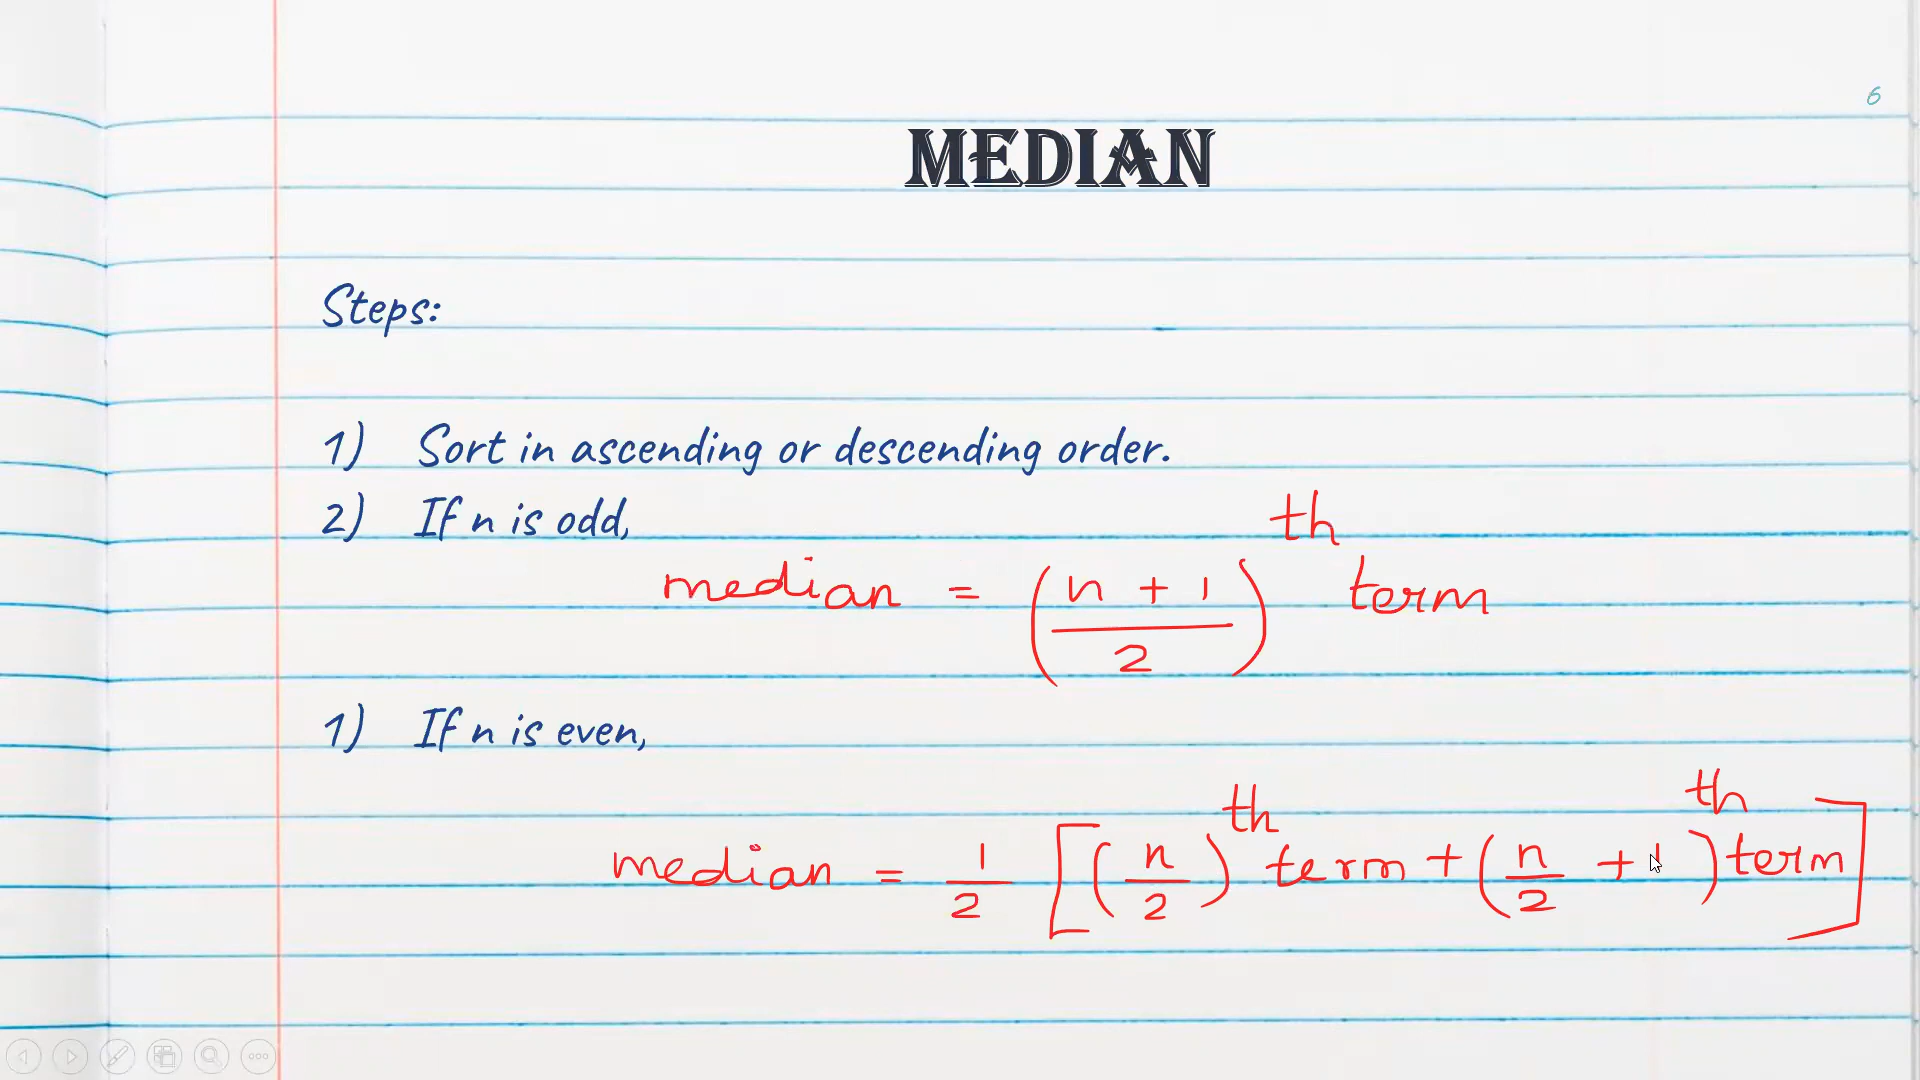 6
MEDIAN
Steps:
1) Sort in ascending or descending order.
2) If n is odd,
median = ( n + 1 / 2 )th term
1) If n is even,
median = 1/2 [ ( n/2 )th term + ( n/2 + 1 )th term ]